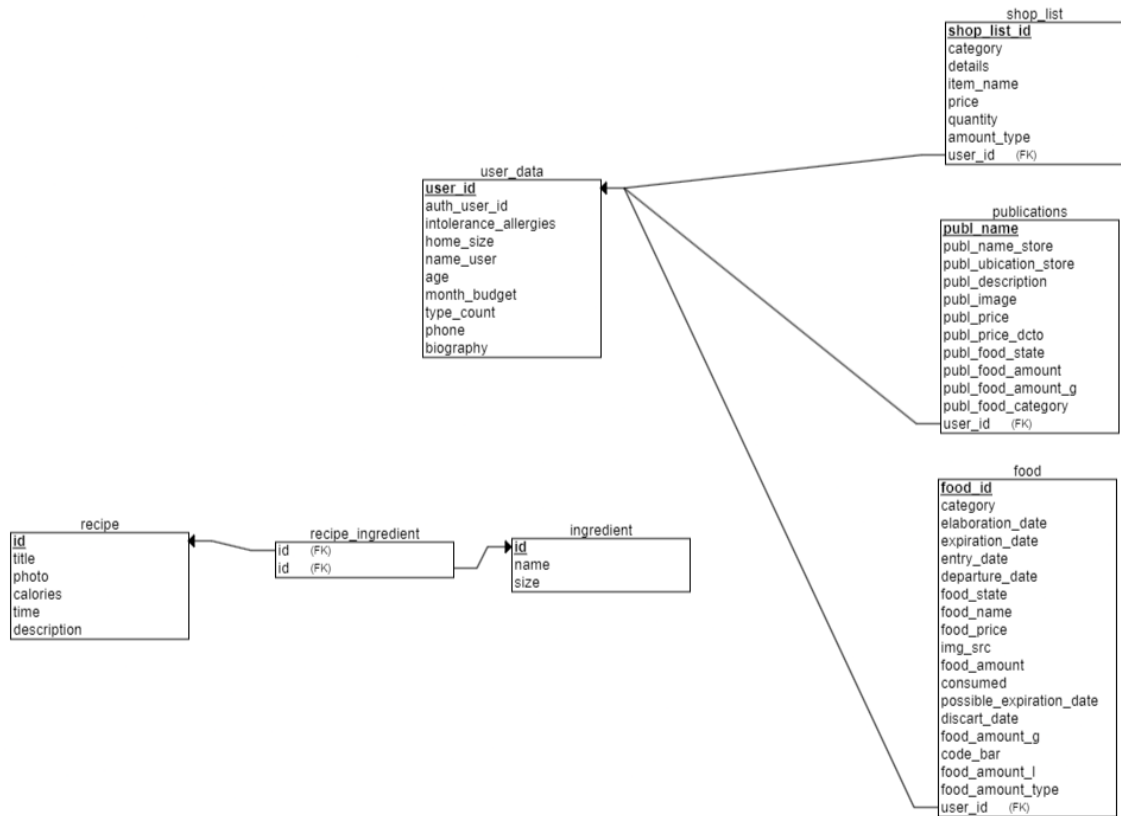 shop_list
shop_list_id
category
details
item_name
price
quantity
amount_type
user_id (FK)
user_data
user_id
auth_user_id
intolerance_allergies
home_size
name_user
age
month_budget
type_count
phone
biography
publications
publ_name
publ_name_store
publ_ubication_store
publ_description
publ_image
publ_price
publ_price_dcto
publ_food_state
publ_food_amount
publ_food_amount_g
publ_food_category
user_id (FK)
food
food_id
category
elaboration_date
expiration_date
entry_date
departure_date
food_state
food_name
food_price
img_src
food_amount
consumed
possible_expiration_date
discart_date
food_amount_g
code_bar
food_amount_l
food_amount_type
user_id (FK)
recipe
id
title
photo
calories
time
description
recipe_ingredient
id (FK)
id (FK)
ingredient
id
name
size